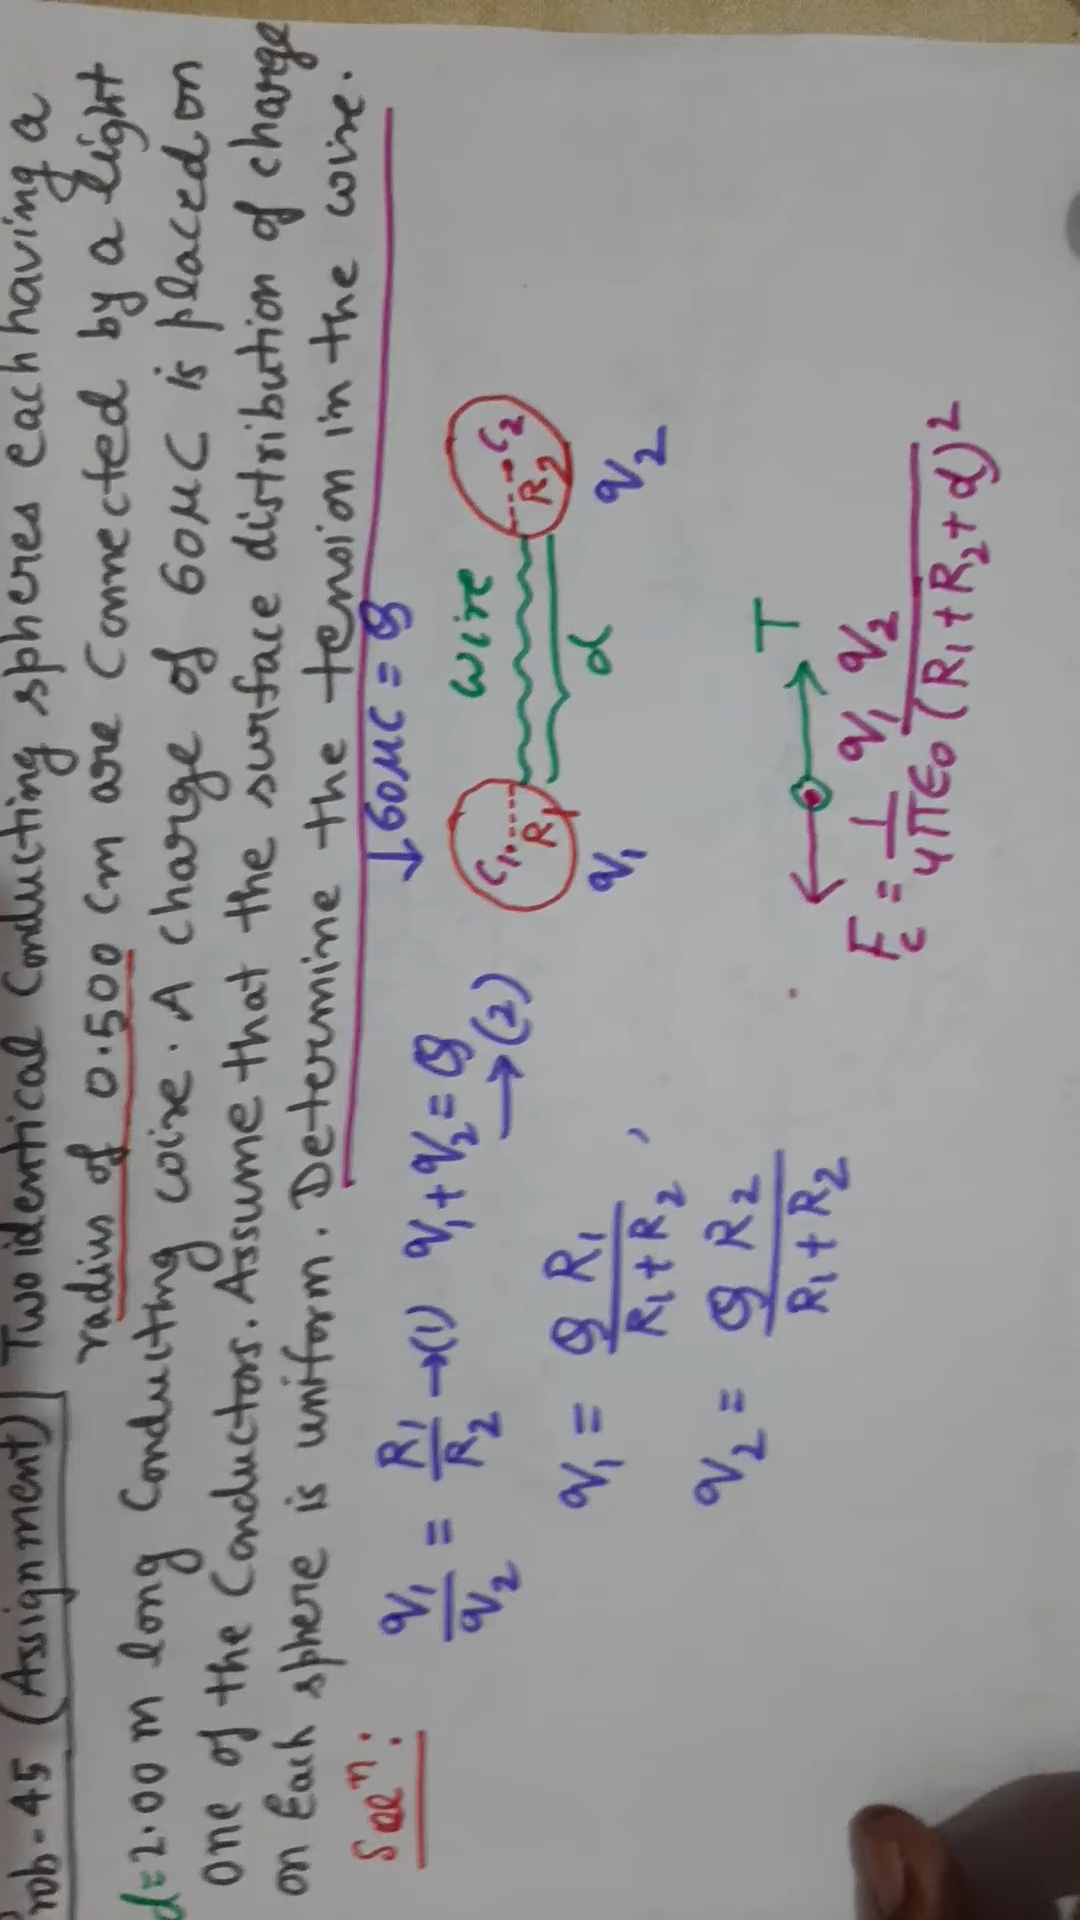 rob-45 (Assignment) Two identical Conducting spheres each having a
radius of 0.500 cm are Connected by a light
d=2.00 m long Conducting wire. A charge of 60μC is placed on
one of the Conductors. Assume that the surface distribution of charge
on Each sphere is uniform. Determine the tension in the wire.
Solⁿ:
q₁/q₂ = R₁/R₂ →(1) q₁+q₂=Q →(2)
↓60μC = Q
wire
C₁ R₁
R₂ C₂
q₁
d
q₂
q₁ = Q R₁/(R₁+R₂),
q₂ = Q R₂/(R₁+R₂)
T
F_c = 1/4πε₀ q₁ q₂/(R₁+R₂+d)²